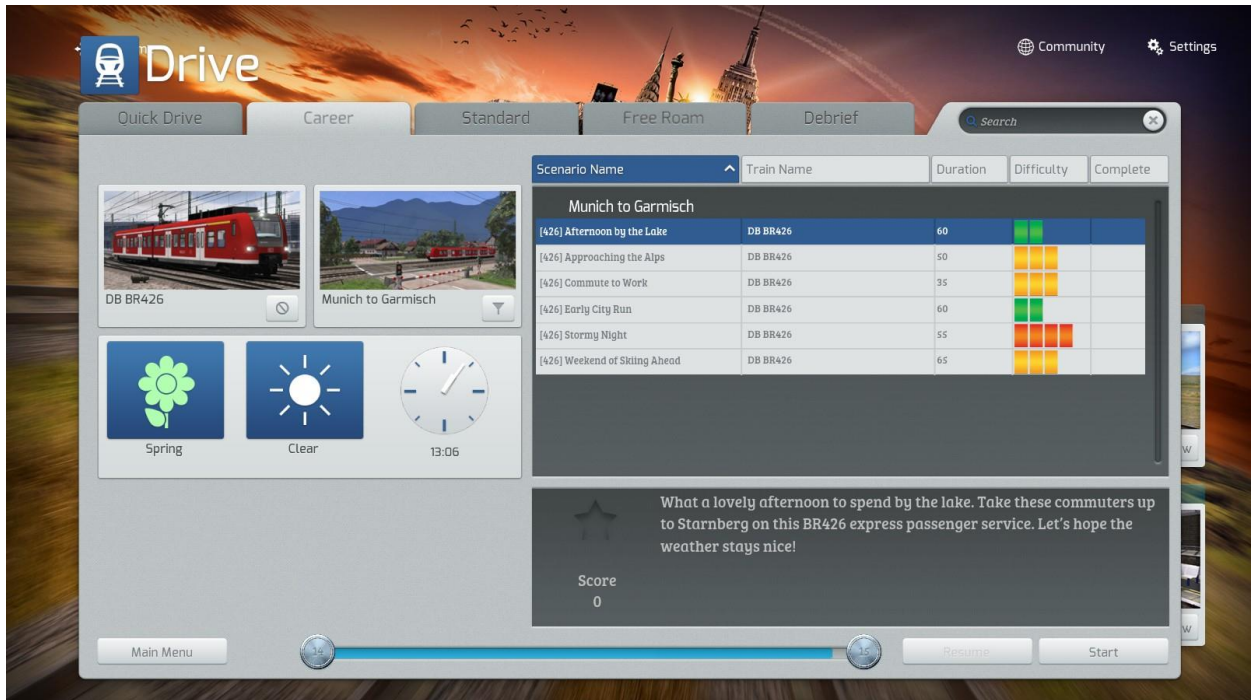 Drive
Community
Settings
Quick Drive
Career
Standard
Free Roam
Debrief
Search
Scenario Name
Train Name
Duration
Difficulty
Complete
Munich to Garmisch
[426] Afternoon by the Lake DB BR426 60
[426] Approaching the Alps DB BR426 50
[426] Commute to Work DB BR426 35
[426] Early City Run DB BR426 60
[426] Stormy Night DB BR426 55
[426] Weekend of Skiing Ahead DB BR426 65
DB BR426
Munich to Garmisch
Spring
Clear
13:06
What a lovely afternoon to spend by the lake. Take these commuters up
to Starnberg on this BR426 express passenger service. Let's hope the
weather stays nice!
Score
0
Main Menu
14
15
Resume
Start